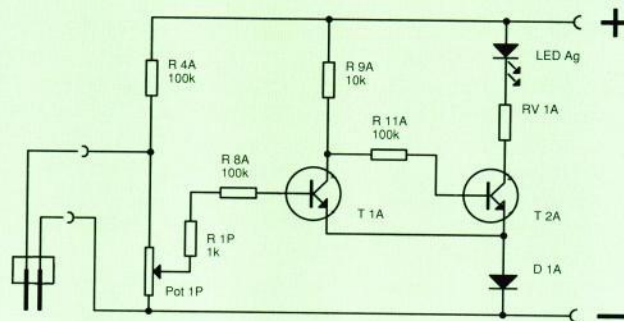 +
R 4A
100k
R 9A
10k
LED Ag
RV 1A
R 11A
100k
R 8A
100k
T 1A
T 2A
R 1P
1k
Pot 1P
D 1A
−